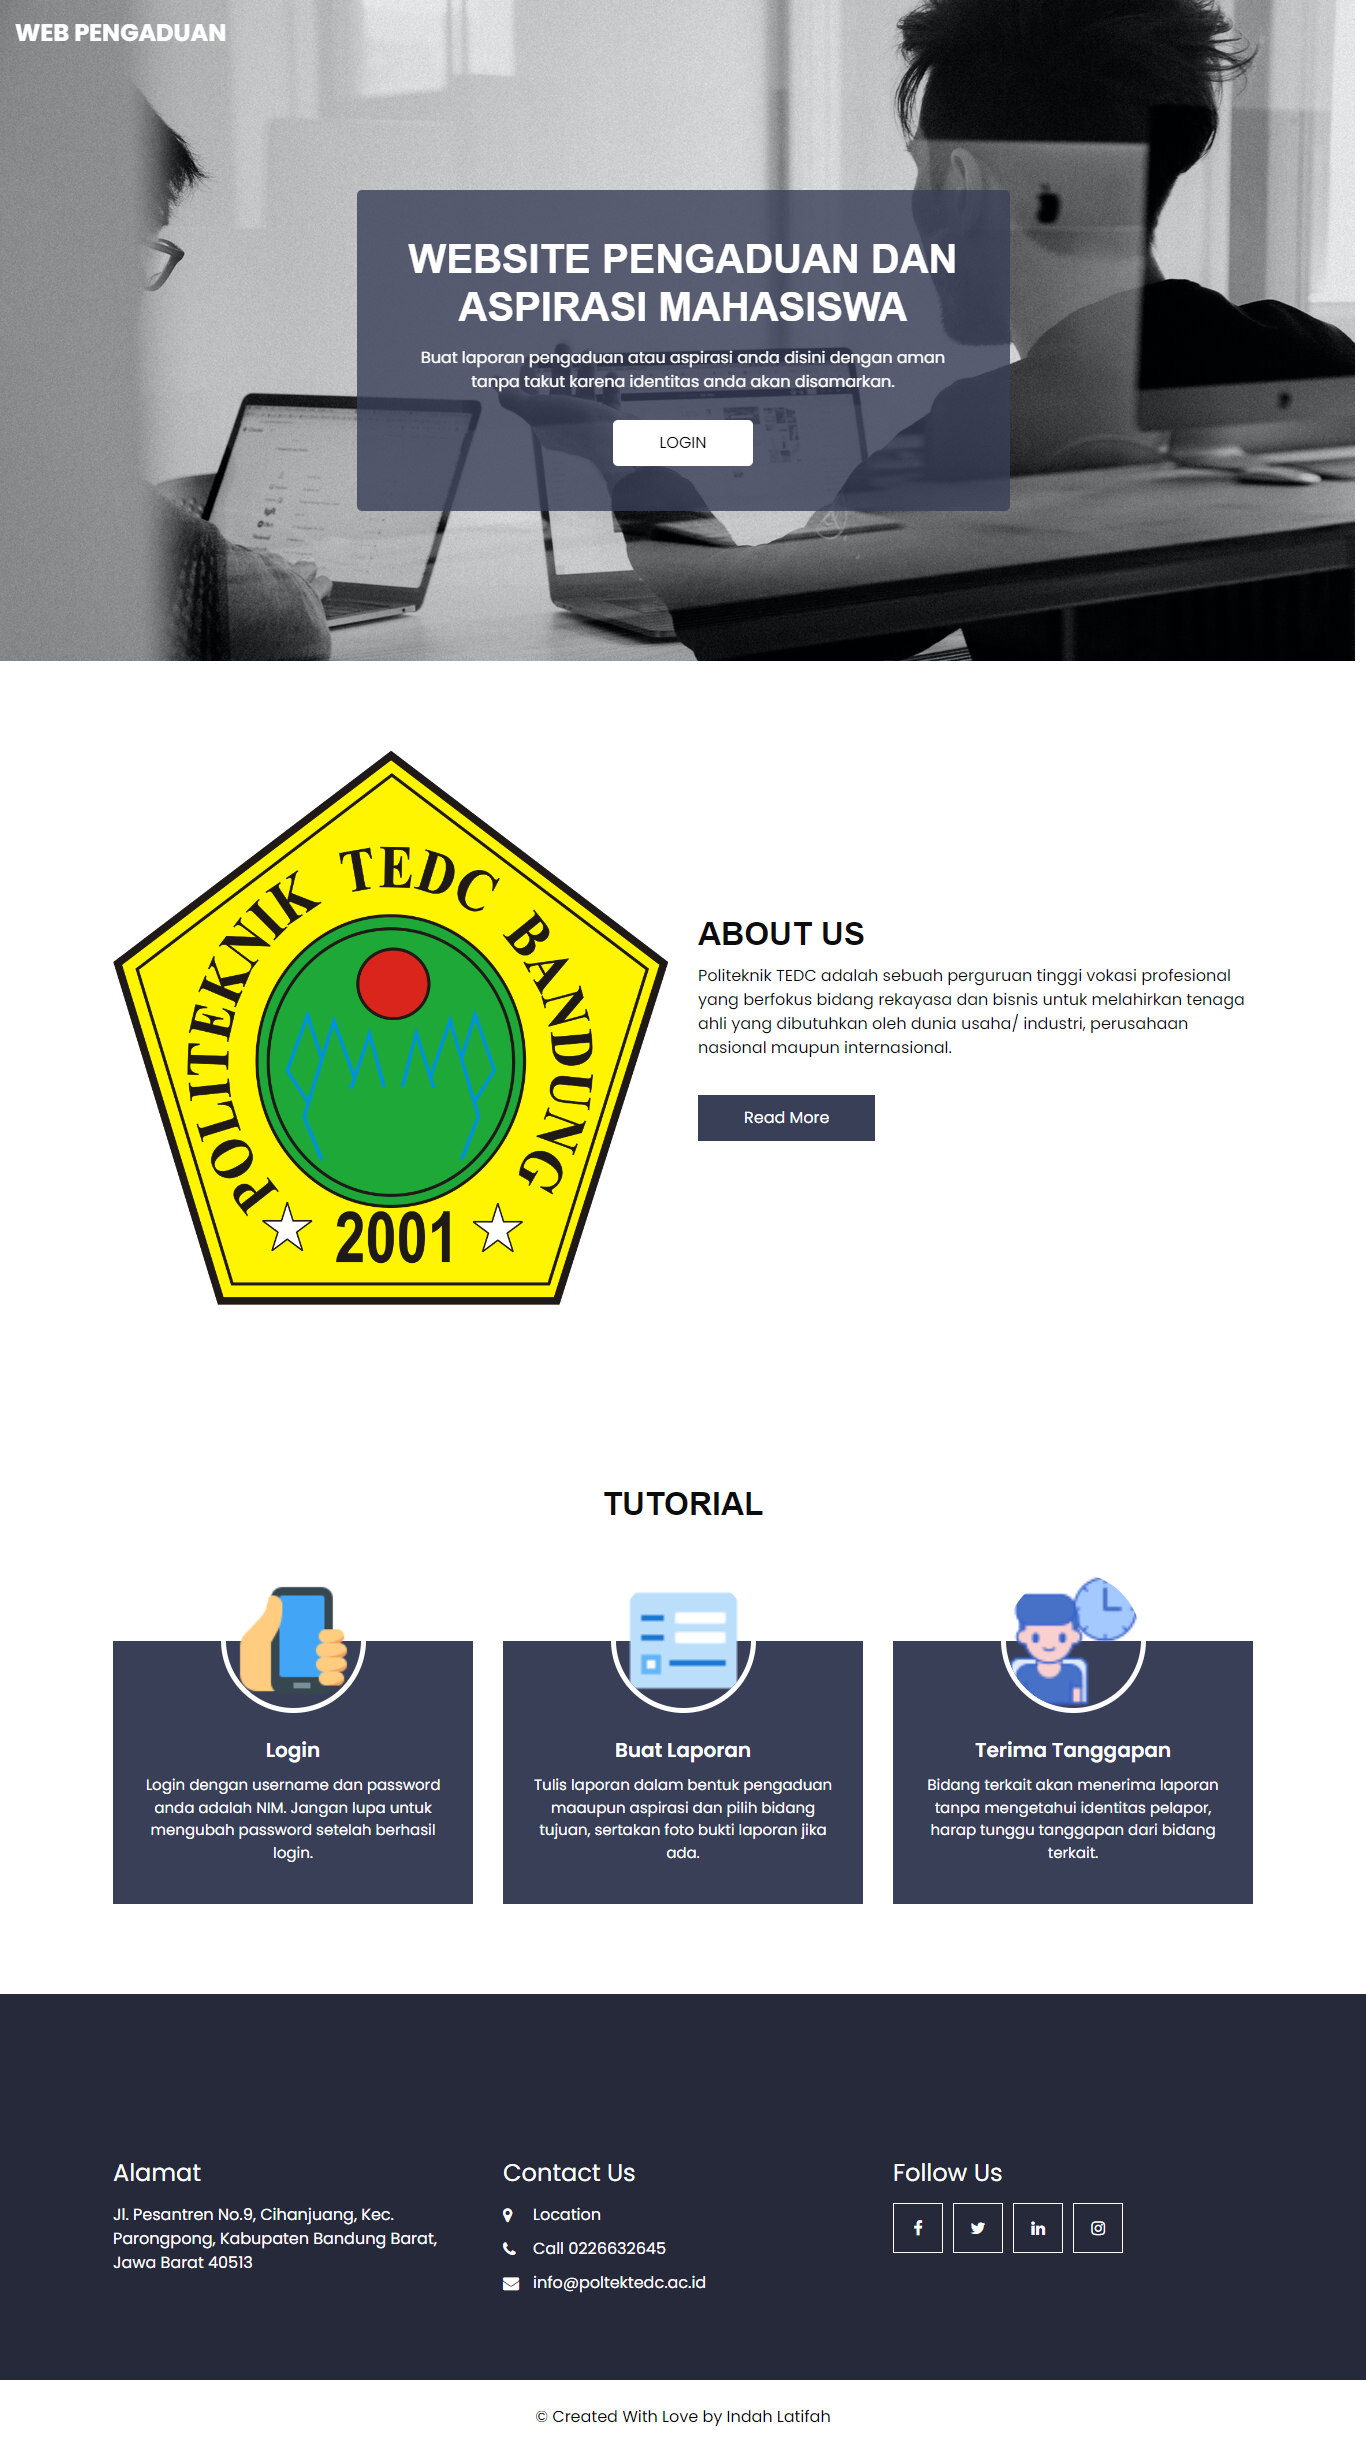 WEB PENGADUAN
WEBSITE PENGADUAN DAN
ASPIRASI MAHASISWA
Buat laporan pengaduan atau aspirasi anda disini dengan aman
tanpa takut karena identitas anda akan disamarkan.
LOGIN
POLITEKNIK TEDC BANDUNG
2001
ABOUT US
Politeknik TEDC adalah sebuah perguruan tinggi vokasi profesional
yang berfokus bidang rekayasa dan bisnis untuk melahirkan tenaga
ahli yang dibutuhkan oleh dunia usaha/ industri, perusahaan
nasional maupun internasional.
Read More
TUTORIAL
Login
Login dengan username dan password
anda adalah NIM. Jangan lupa untuk
mengubah password setelah berhasil
login.
Buat Laporan
Tulis laporan dalam bentuk pengaduan
maaupun aspirasi dan pilih bidang
tujuan, sertakan foto bukti laporan jika
ada.
Terima Tanggapan
Bidang terkait akan menerima laporan
tanpa mengetahui identitas pelapor,
harap tunggu tanggapan dari bidang
terkait.
Alamat
Jl. Pesantren No.9, Cihanjuang, Kec.
Parongpong, Kabupaten Bandung Barat,
Jawa Barat 40513
Contact Us
Location
Call 0226632645
info@poltektedc.ac.id
Follow Us
© Created With Love by Indah Latifah